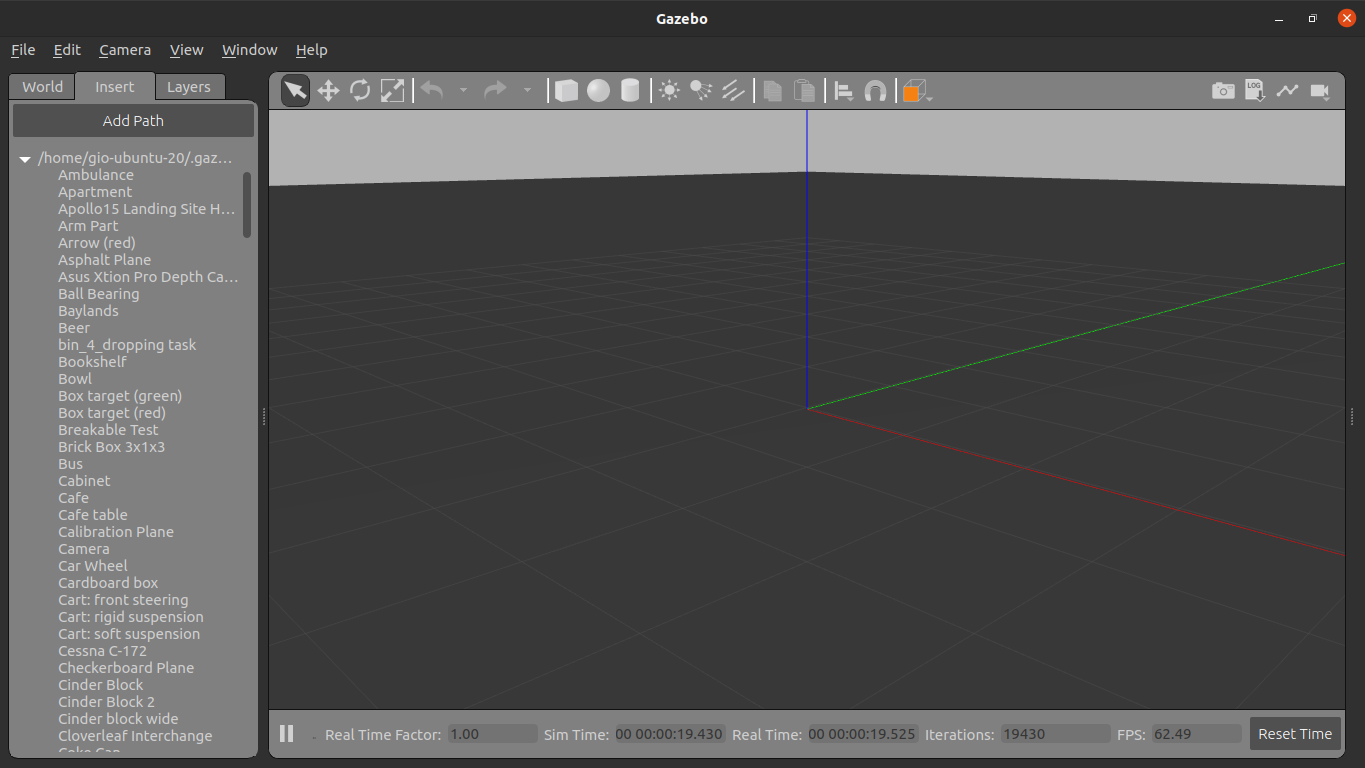 Gazebo
File Edit Camera View Window Help
World Insert Layers
LOG
Add Path
/home/gio-ubuntu-20/.gaz...
Ambulance
Apartment
Apollo15 Landing Site H...
Arm Part
Arrow (red)
Asphalt Plane
Asus Xtion Pro Depth Ca...
Ball Bearing
Baylands
Beer
bin_4_dropping task
Bookshelf
Bowl
Box target (green)
Box target (red)
Breakable Test
Brick Box 3x1x3
Bus
Cabinet
Cafe
Cafe table
Calibration Plane
Camera
Car Wheel
Cardboard box
Cart: front steering
Cart: rigid suspension
Cart: soft suspension
Cessna C-172
Checkerboard Plane
Cinder Block
Cinder Block 2
Cinder block wide
Cloverleaf Interchange
Real Time Factor: 1.00 Sim Time: 00 00:00:19.430 Real Time: 00 00:00:19.525 Iterations: 19430 FPS: 62.49 Reset Time